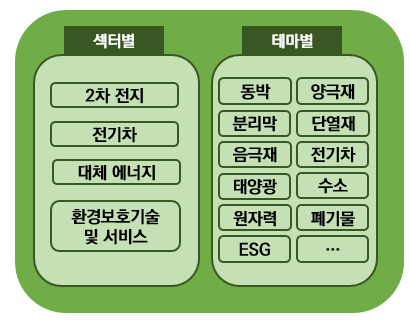 섹터별
2차 전지
전기차
대체 에너지
환경보호기술
및 서비스
테마별
동박
양극재
분리막
단열재
음극재
전기차
태양광
수소
원자력
폐기물
ESG
···